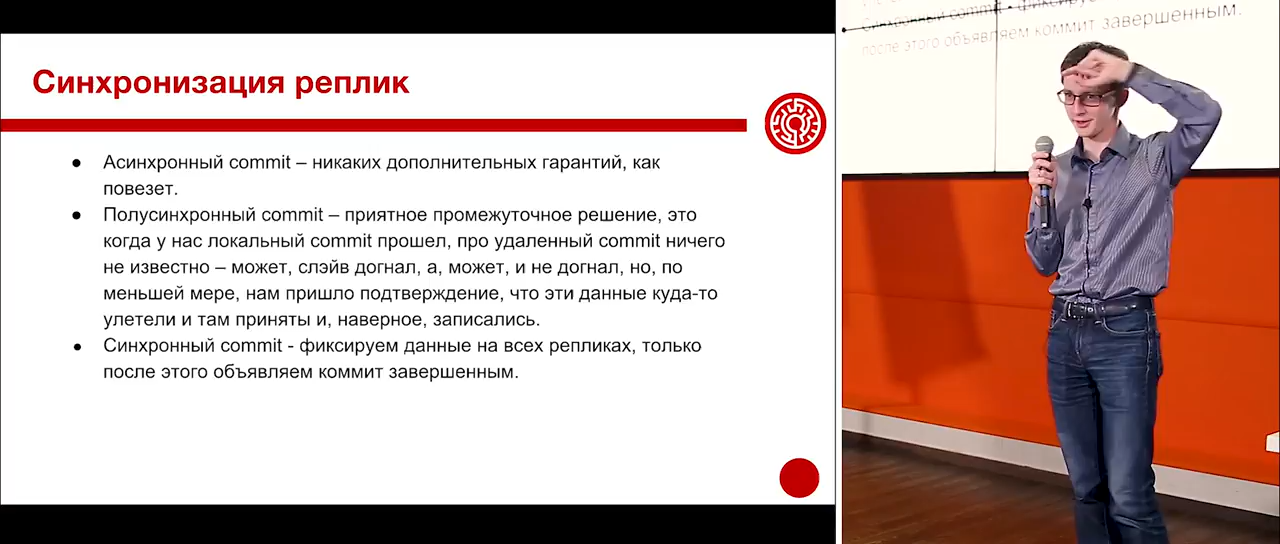 Синхронизация реплик
● Асинхронный commit – никаких дополнительных гарантий, как
повезет.
● Полусинхронный commit – приятное промежуточное решение, это
когда у нас локальный commit прошел, про удаленный commit ничего
не известно – может, слэйв догнал, а, может, и не догнал, но, по
меньшей мере, нам пришло подтверждение, что эти данные куда-то
улетели и там приняты и, наверное, записались.
● Синхронный commit - фиксируем данные на всех репликах, только
после этого объявляем коммит завершенным.
Синхронный commit - фиксируе
после этого объявляем коммит завершенным.